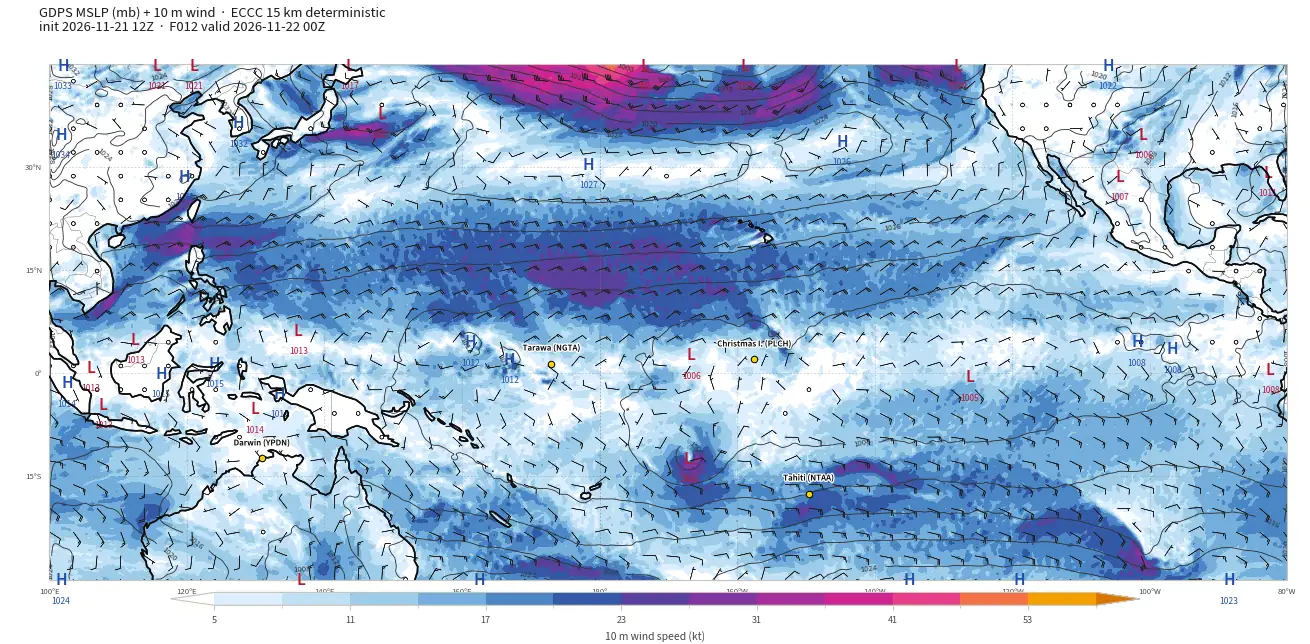 GDPS MSLP (mb) + 10 m wind · ECCC 15 km deterministic
init 2026-11-21 12Z · F012 valid 2026-11-22 00Z
H L L L L L L H
1033 1021 1021 1017 1022
H H L H L
1034 1032 1026
30°N H H L L
1027 1007
15°N
L L
1013 1013
Tarawa (NGTA) Christmas I. (PLCH)
H H H H L
1012 1012 1006 1008
0° L H H L L
1015 1005 1008
L L H
1014
Darwin (YPDN)
L
15°S Tahiti (NTAA)
H L H H H H
100°E 120°E 140°E 160°E 180° 160°W 140°W 120°W 100°W 80°W
1024 1023
5 11 17 23 31 41 53
10 m wind speed (kt)